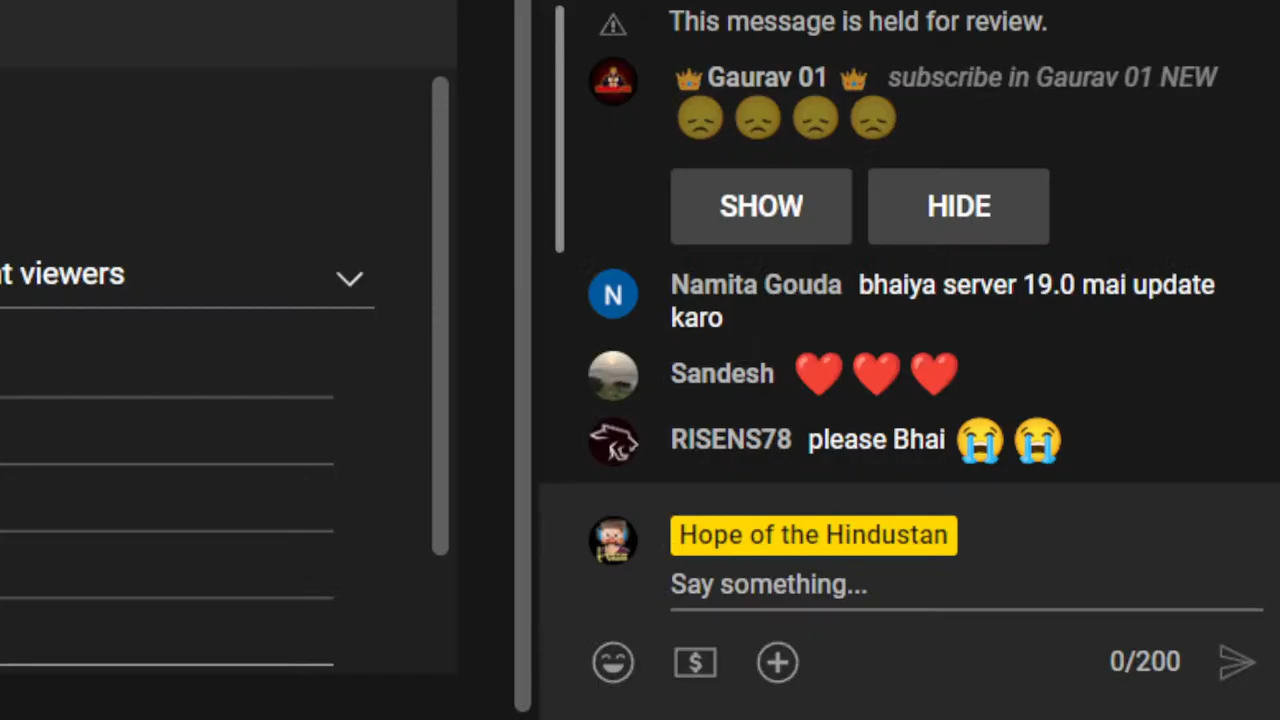 This message is held for review.
👑Gaurav 01 👑 subscribe in Gaurav 01 NEW
😞 😞 😞 😞
SHOW HIDE
t viewers
Namita Gouda bhaiya server 19.0 mai update
karo
N
Sandesh ❤️ ❤️ ❤️
RISENS78 please Bhai 😭 😭
Hope of the Hindustan
Say something...
$
0/200